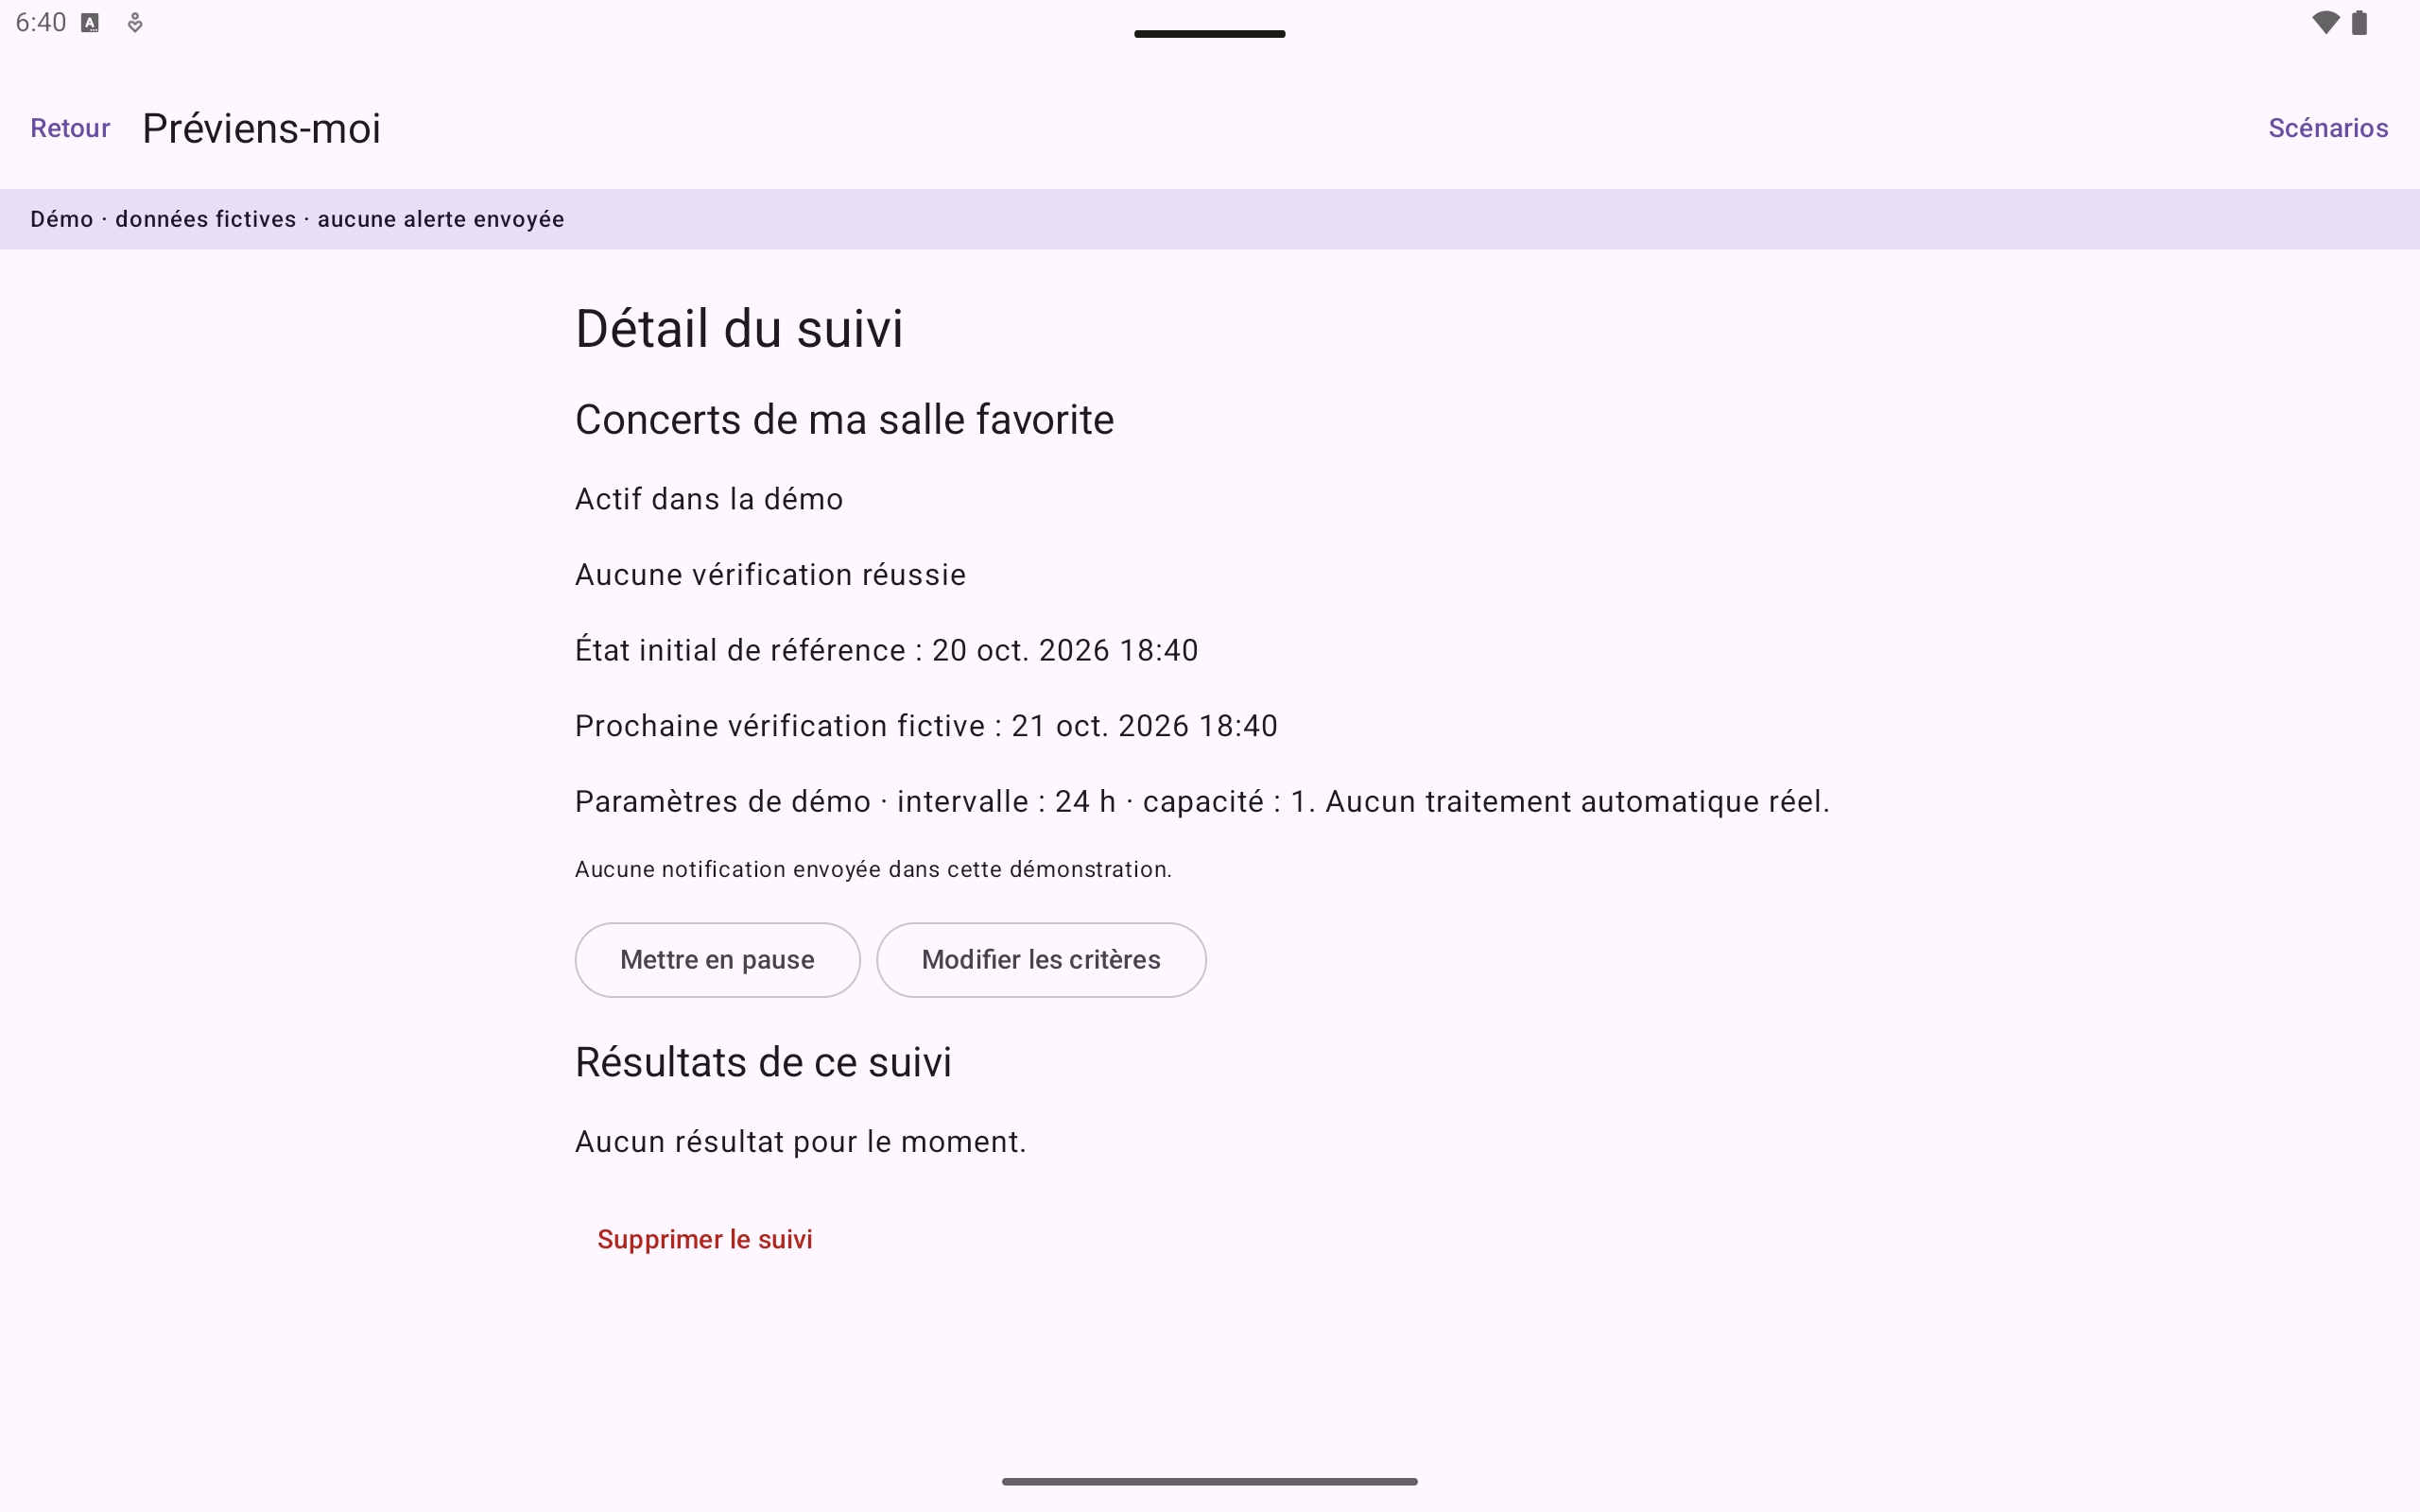 6:40
Retour Préviens-moi Scénarios
Démo · données fictives · aucune alerte envoyée
Détail du suivi
Concerts de ma salle favorite
Actif dans la démo
Aucune vérification réussie
État initial de référence : 20 oct. 2026 18:40
Prochaine vérification fictive : 21 oct. 2026 18:40
Paramètres de démo · intervalle : 24 h · capacité : 1. Aucun traitement automatique réel.
Aucune notification envoyée dans cette démonstration.
Mettre en pause Modifier les critères
Résultats de ce suivi
Aucun résultat pour le moment.
Supprimer le suivi